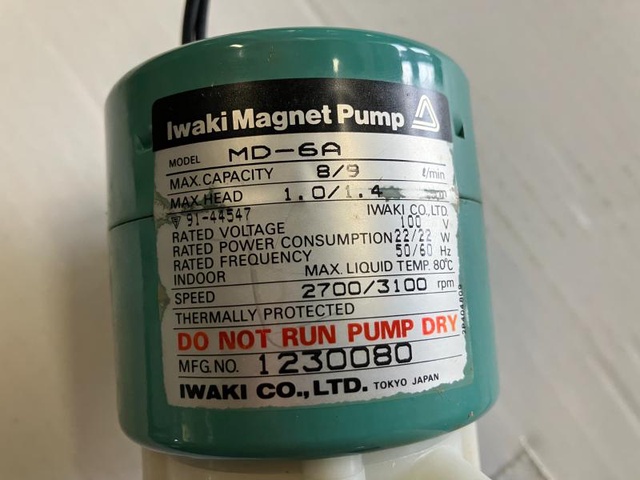 Iwaki Magnet Pump
MODEL MD-6A
MAX.CAPACITY 8/9 ℓ/min
MAX.HEAD 1.0/1.4 m
91-44547 IWAKI CO.,LTD.
RATED VOLTAGE 100 V
RATED POWER CONSUMPTION 22/22 W
RATED FREQUENCY 50/60 Hz
INDOOR MAX. LIQUID TEMP. 80°C
SPEED 2700/3100 rpm
THERMALLY PROTECTED
DO NOT RUN PUMP DRY
MFG.NO. 1230080
IWAKI CO.,LTD. TOKYO JAPAN